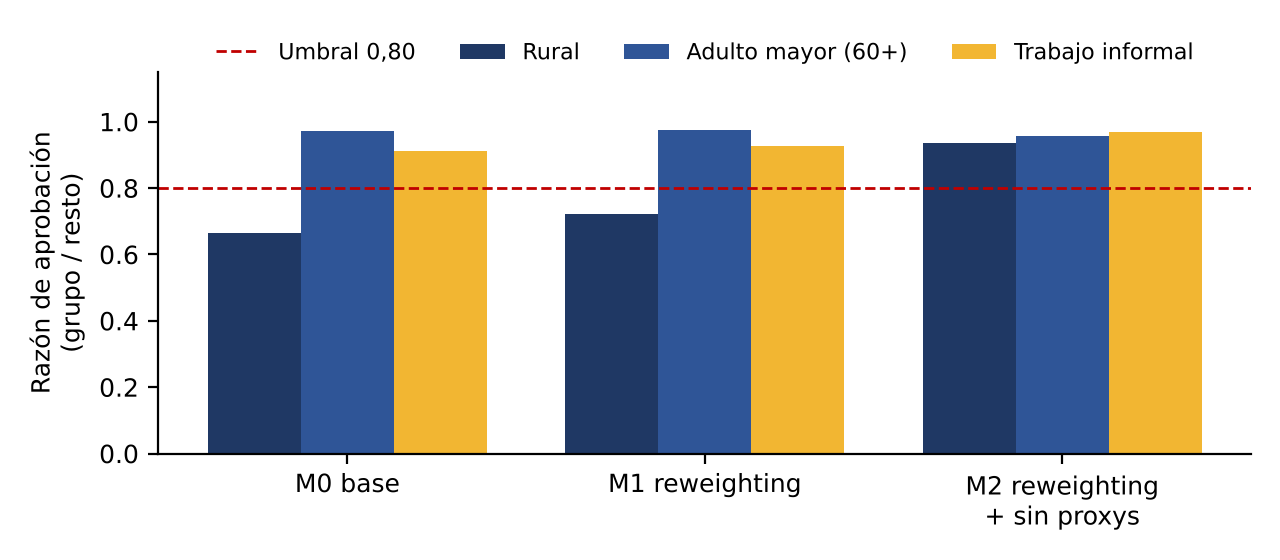 Umbral 0,80
Rural
Adulto mayor (60+)
Trabajo informal
Razón de aprobación
(grupo / resto)
1.0
0.8
0.6
0.4
0.2
0.0
M0 base
M1 reweighting
M2 reweighting
+ sin proxys